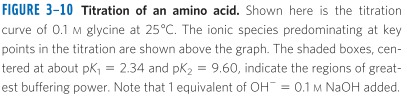 FIGURE 3–10 Titration of an amino acid. Shown here is the titration
curve of 0.1 M glycine at 25°C. The ionic species predominating at key
points in the titration are shown above the graph. The shaded boxes, cen-
tered at about pK₁ = 2.34 and pK₂ = 9.60, indicate the regions of great-
est buffering power. Note that 1 equivalent of OH⁻ = 0.1 M NaOH added.